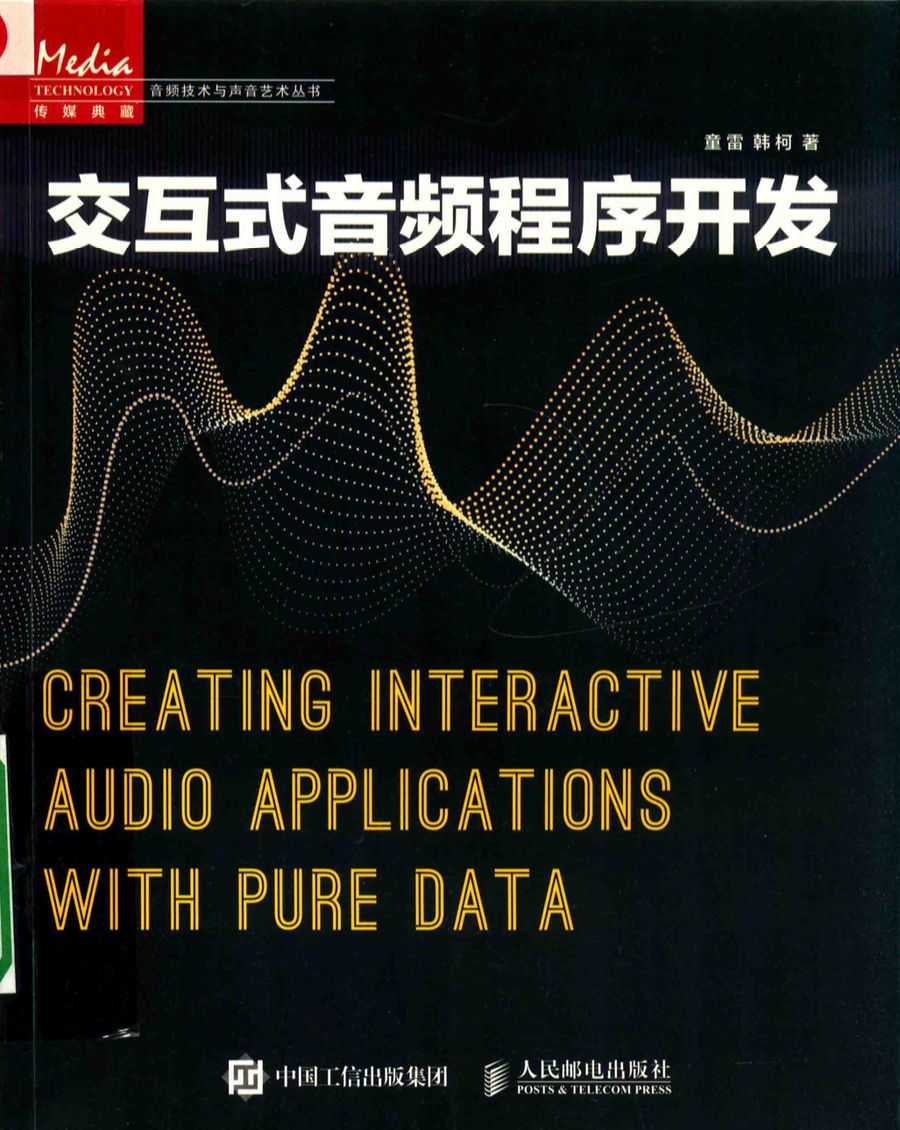 Media
TECHNOLOGY
传媒典藏
音频技术与声音艺术丛书
童雷 韩柯 著
交互式音频程序开发
CREATING INTERACTIVE
AUDIO APPLICATIONS
WITH PURE DATA
中国工信出版集团
人民邮电出版社
POSTS & TELECOM PRESS